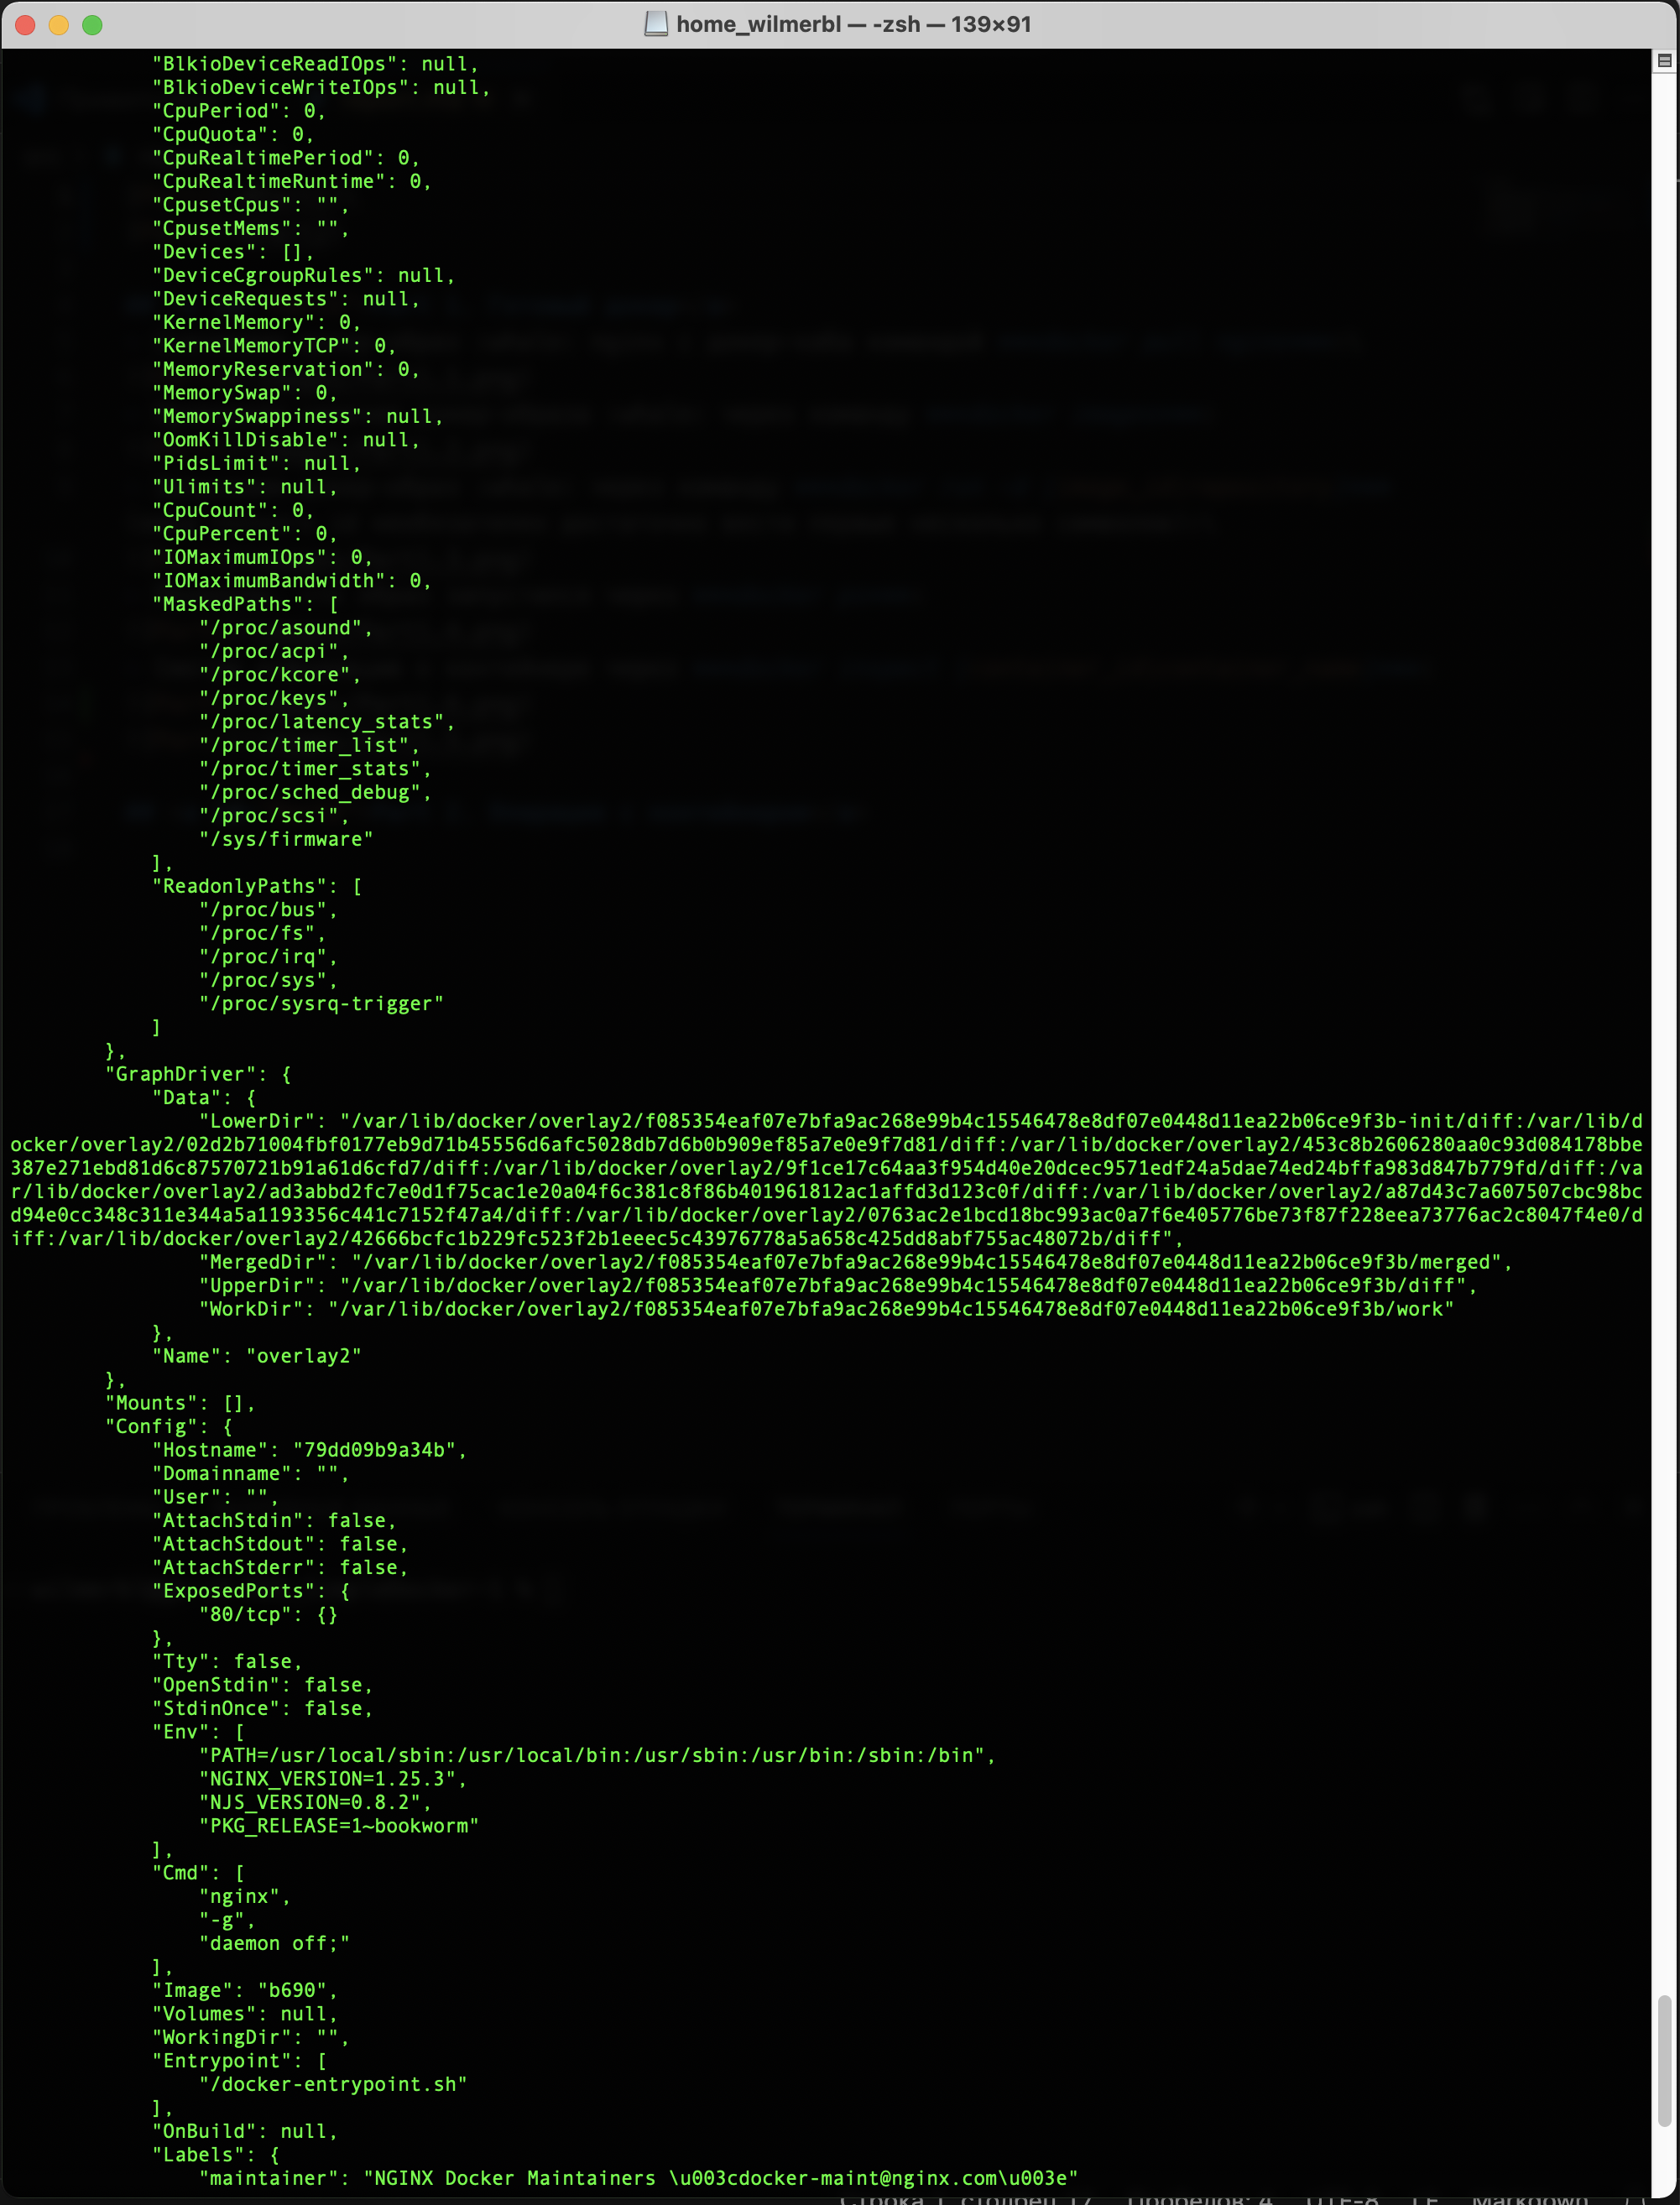 home_wilmerbl — -zsh — 139×91
"BlkioDeviceReadIOps": null,
"BlkioDeviceWriteIOps": null,
"CpuPeriod": 0,
"CpuQuota": 0,
"CpuRealtimePeriod": 0,
"CpuRealtimeRuntime": 0,
"CpusetCpus": "",
"CpusetMems": "",
"Devices": [],
"DeviceCgroupRules": null,
"DeviceRequests": null,
"KernelMemory": 0,
"KernelMemoryTCP": 0,
"MemoryReservation": 0,
"MemorySwap": 0,
"MemorySwappiness": null,
"OomKillDisable": null,
"PidsLimit": null,
"Ulimits": null,
"CpuCount": 0,
"CpuPercent": 0,
"IOMaximumIOps": 0,
"IOMaximumBandwidth": 0,
"MaskedPaths": [
"/proc/asound",
"/proc/acpi",
"/proc/kcore",
"/proc/keys",
"/proc/latency_stats",
"/proc/timer_list",
"/proc/timer_stats",
"/proc/sched_debug",
"/proc/scsi",
"/sys/firmware"
],
"ReadonlyPaths": [
"/proc/bus",
"/proc/fs",
"/proc/irq",
"/proc/sys",
"/proc/sysrq-trigger"
]
},
"GraphDriver": {
"Data": {
"LowerDir": "/var/lib/docker/overlay2/f085354eaf07e7bfa9ac268e99b4c15546478e8df07e0448d11ea22b06ce9f3b-init/diff:/var/lib/d
ocker/overlay2/02d2b71004fbf0177eb9d71b45556d6afc5028db7d6b0b909ef85a7e0e9f7d81/diff:/var/lib/docker/overlay2/453c8b2606280aa0c93d084178bbe
387e271ebd81d6c87570721b91a61d6cfd7/diff:/var/lib/docker/overlay2/9f1ce17c64aa3f954d40e20dcec9571edf24a5dae74ed24bffa983d847b779fd/diff:/va
r/lib/docker/overlay2/ad3abbd2fc7e0d1f75cac1e20a04f6c381c8f86b401961812ac1affd3d123c0f/diff:/var/lib/docker/overlay2/a87d43c7a607507cbc98bc
d94e0cc348c311e344a5a1193356c441c7152f47a4/diff:/var/lib/docker/overlay2/0763ac2e1bcd18bc993ac0a7f6e405776be73f87f228eea73776ac2c8047f4e0/d
iff:/var/lib/docker/overlay2/42666bcfc1b229fc523f2b1eeec5c43976778a5a658c425dd8abf755ac48072b/diff",
"MergedDir": "/var/lib/docker/overlay2/f085354eaf07e7bfa9ac268e99b4c15546478e8df07e0448d11ea22b06ce9f3b/merged",
"UpperDir": "/var/lib/docker/overlay2/f085354eaf07e7bfa9ac268e99b4c15546478e8df07e0448d11ea22b06ce9f3b/diff",
"WorkDir": "/var/lib/docker/overlay2/f085354eaf07e7bfa9ac268e99b4c15546478e8df07e0448d11ea22b06ce9f3b/work"
},
"Name": "overlay2"
},
"Mounts": [],
"Config": {
"Hostname": "79dd09b9a34b",
"Domainname": "",
"User": "",
"AttachStdin": false,
"AttachStdout": false,
"AttachStderr": false,
"ExposedPorts": {
"80/tcp": {}
},
"Tty": false,
"OpenStdin": false,
"StdinOnce": false,
"Env": [
"PATH=/usr/local/sbin:/usr/local/bin:/usr/sbin:/usr/bin:/sbin:/bin",
"NGINX_VERSION=1.25.3",
"NJS_VERSION=0.8.2",
"PKG_RELEASE=1~bookworm"
],
"Cmd": [
"nginx",
"-g",
"daemon off;"
],
"Image": "b690",
"Volumes": null,
"WorkingDir": "",
"Entrypoint": [
"/docker-entrypoint.sh"
],
"OnBuild": null,
"Labels": {
"maintainer": "NGINX Docker Maintainers \u003cdocker-maint@nginx.com\u003e"